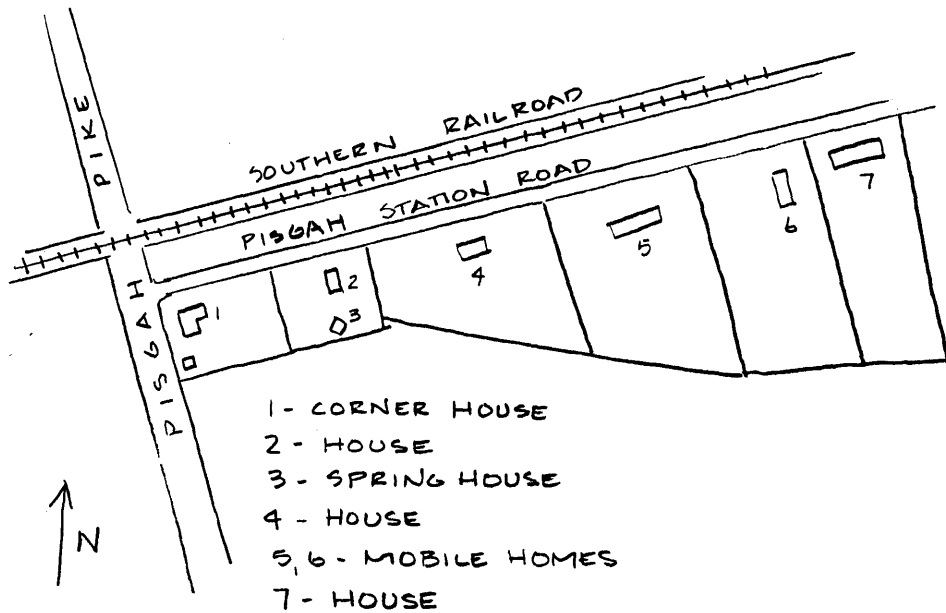 PISGAH PIKE
SOUTHERN RAILROAD
PISGAH STATION ROAD
1
2
3
4
5
6
7
N
1 - CORNER HOUSE
2 - HOUSE
3 - SPRING HOUSE
4 - HOUSE
5, 6 - MOBILE HOMES
7 - HOUSE